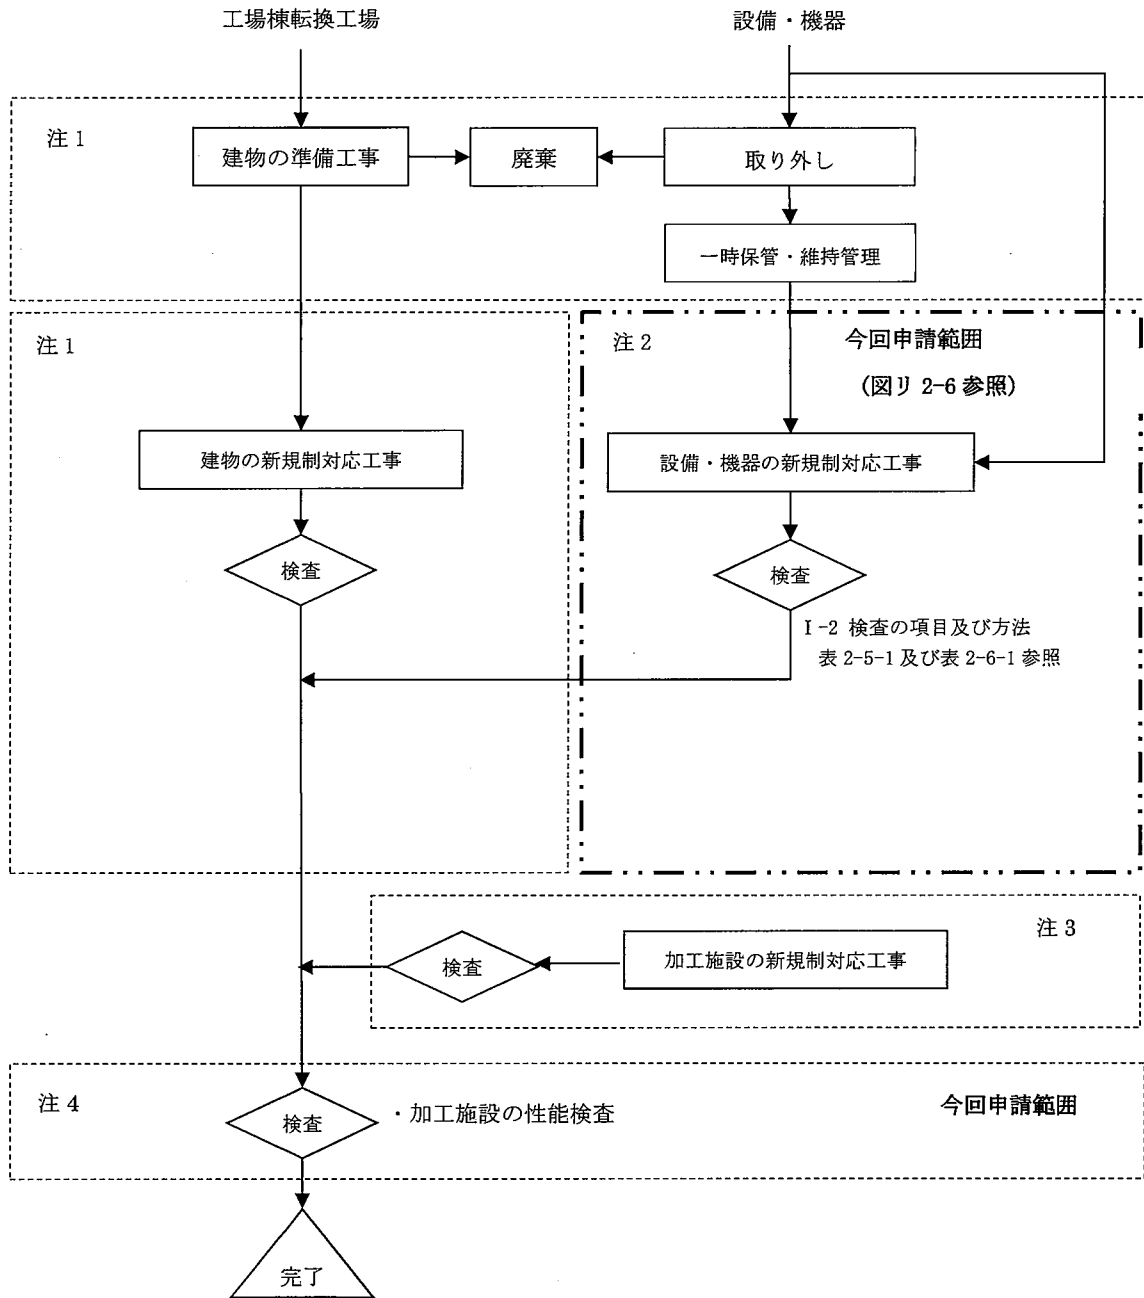 工場棟転換工場
設備・機器
注 1
建物の準備工事
廃棄
取り外し
一時保管・維持管理
注 1
注 2
今回申請範囲
(図リ 2-6 参照)
建物の新規制対応工事
設備・機器の新規制対応工事
検査
検査
Ⅰ-2 検査の項目及び方法
表 2-5-1 及び表 2-6-1 参照
注 3
検査
加工施設の新規制対応工事
注 4
検査
・加工施設の性能検査
今回申請範囲
完了